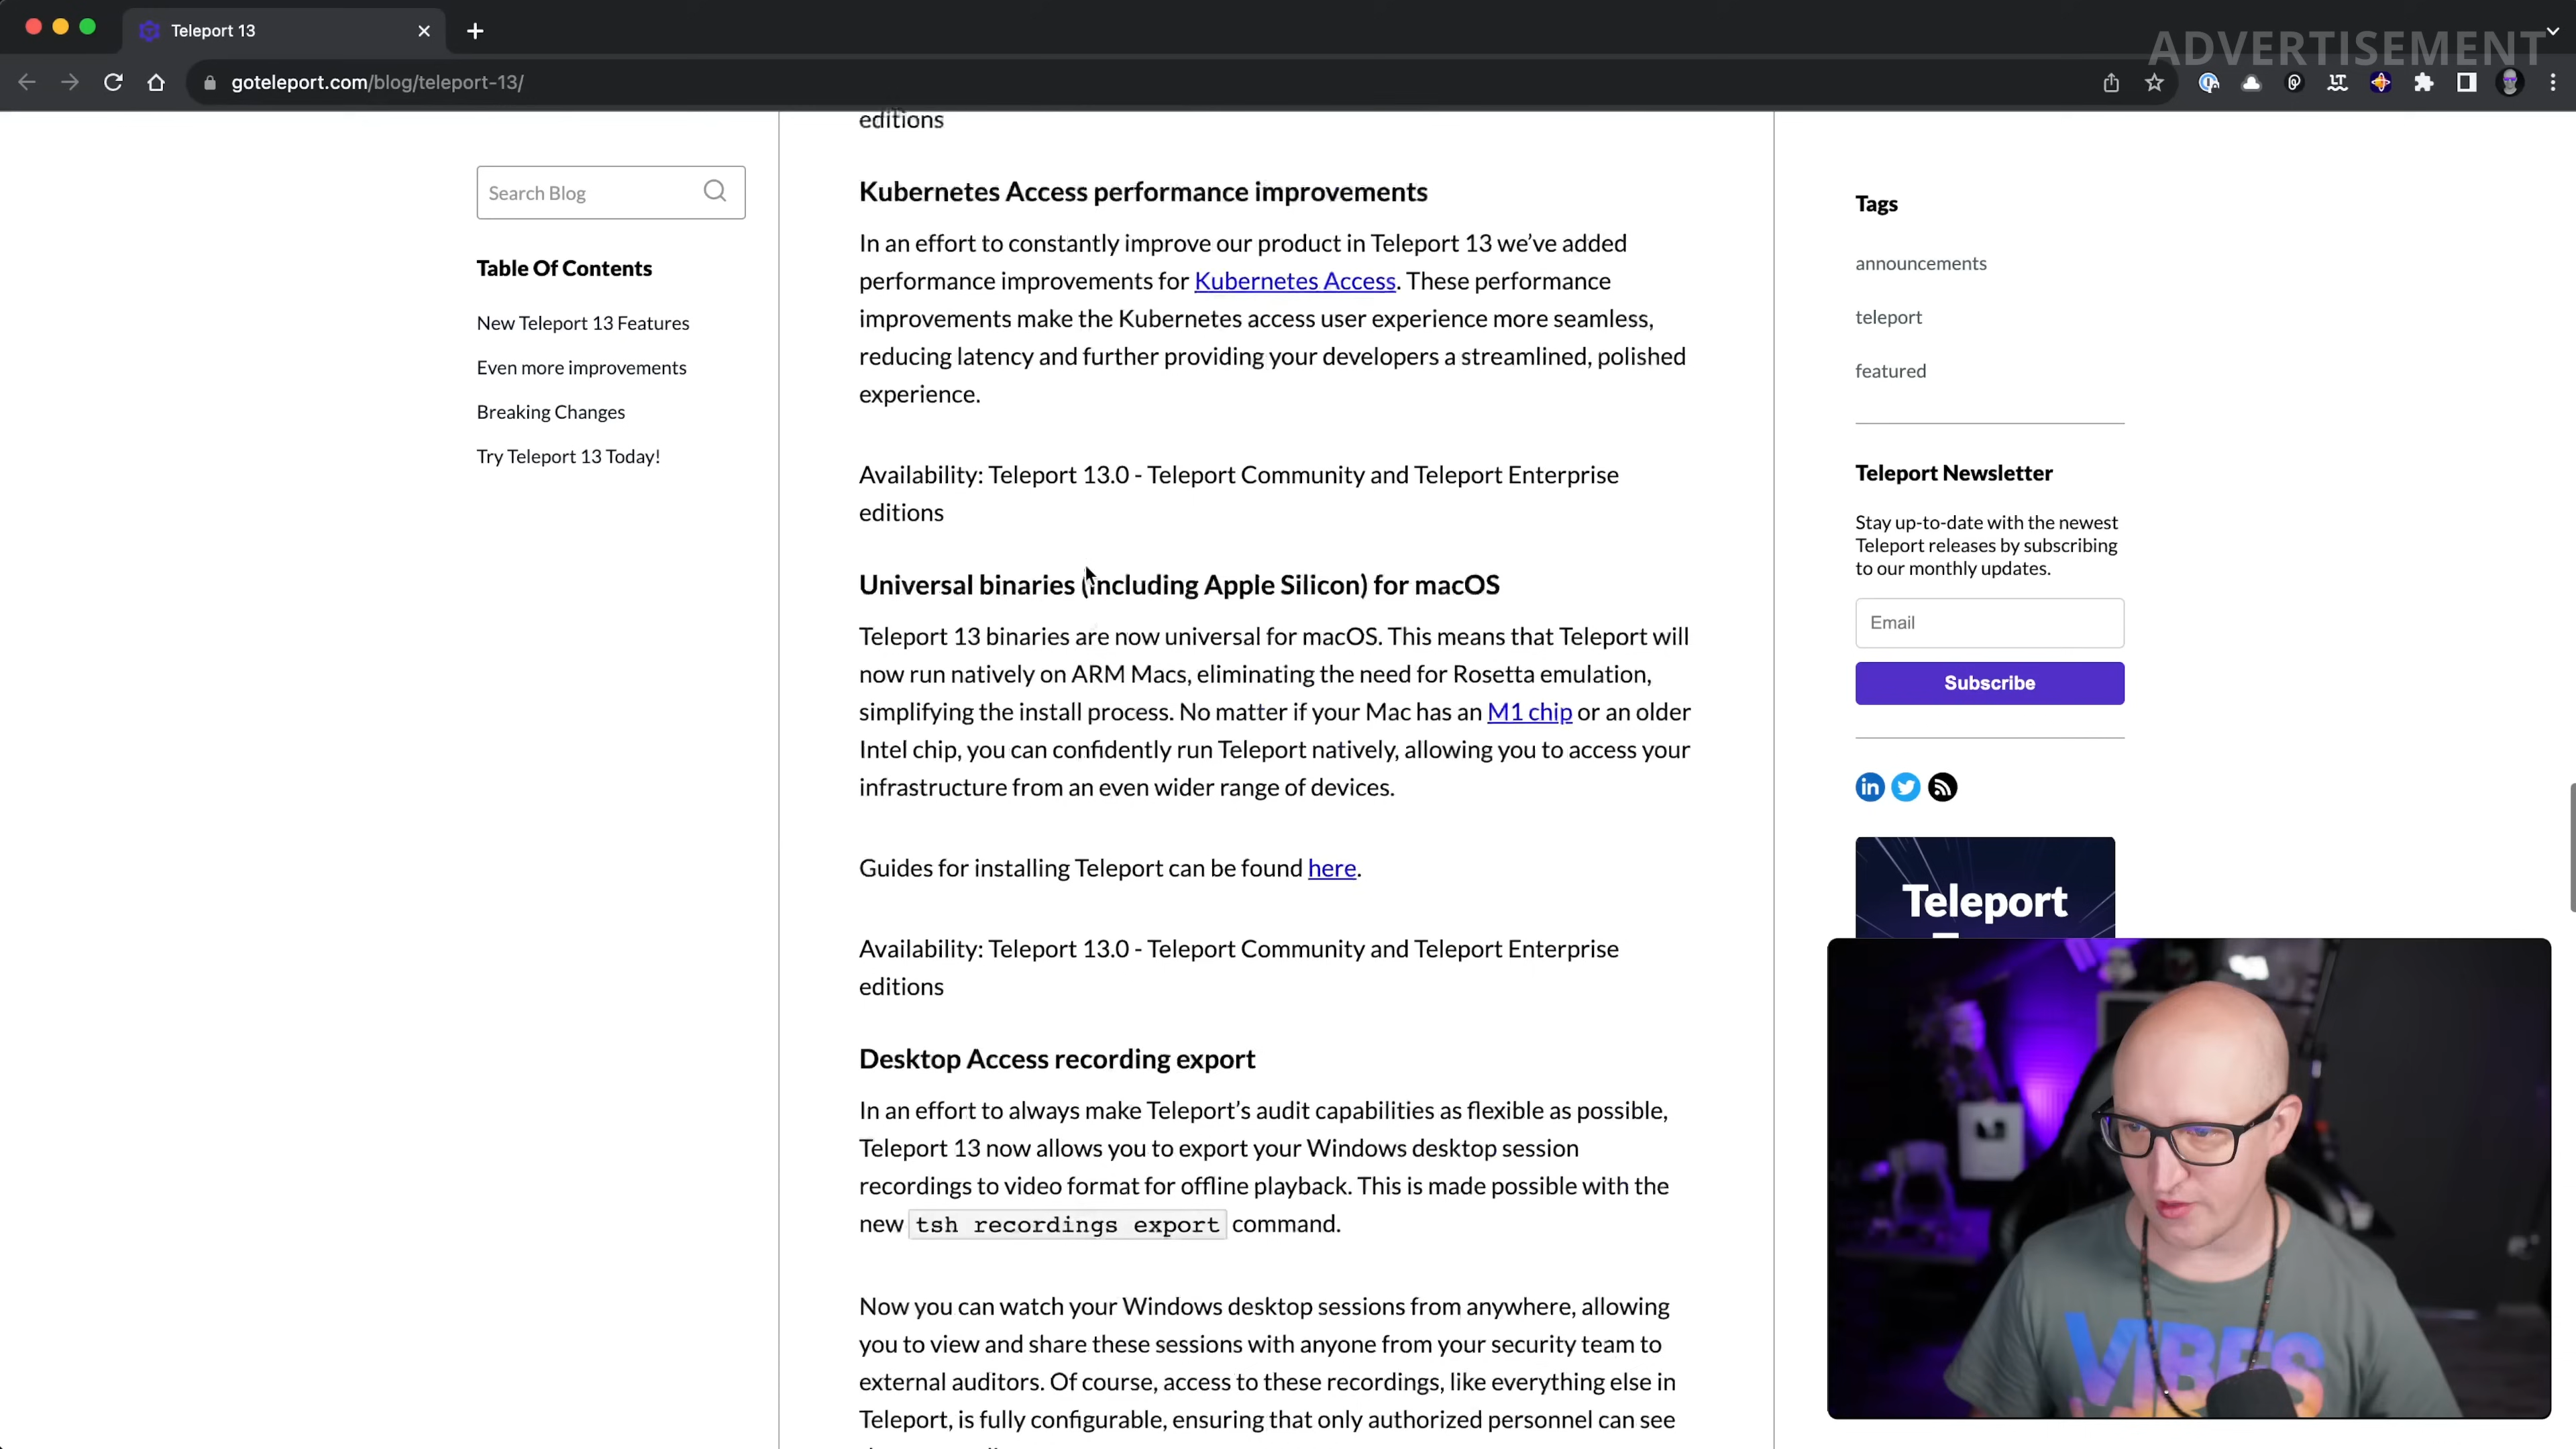 Teleport 13
ADVERTISEMENT
goteleport.com/blog/teleport-13/
Search Blog
Table Of Contents
New Teleport 13 Features
Even more improvements
Breaking Changes
Try Teleport 13 Today!
editions
Kubernetes Access performance improvements
In an effort to constantly improve our product in Teleport 13 we’ve added
performance improvements for Kubernetes Access. These performance
improvements make the Kubernetes access user experience more seamless,
reducing latency and further providing your developers a streamlined, polished
experience.
Availability: Teleport 13.0 - Teleport Community and Teleport Enterprise
editions
Universal binaries (including Apple Silicon) for macOS
Teleport 13 binaries are now universal for macOS. This means that Teleport will
now run natively on ARM Macs, eliminating the need for Rosetta emulation,
simplifying the install process. No matter if your Mac has an M1 chip or an older
Intel chip, you can confidently run Teleport natively, allowing you to access your
infrastructure from an even wider range of devices.
Guides for installing Teleport can be found here.
Availability: Teleport 13.0 - Teleport Community and Teleport Enterprise
editions
Desktop Access recording export
In an effort to always make Teleport’s audit capabilities as flexible as possible,
Teleport 13 now allows you to export your Windows desktop session
recordings to video format for offline playback. This is made possible with the
new tsh recordings export command.
Now you can watch your Windows desktop sessions from anywhere, allowing
you to view and share these sessions with anyone from your security team to
external auditors. Of course, access to these recordings, like everything else in
Teleport, is fully configurable, ensuring that only authorized personnel can see
Tags
announcements
teleport
featured
Teleport Newsletter
Stay up-to-date with the newest
Teleport releases by subscribing
to our monthly updates.
Email
Subscribe
in
Teleport
VIBES